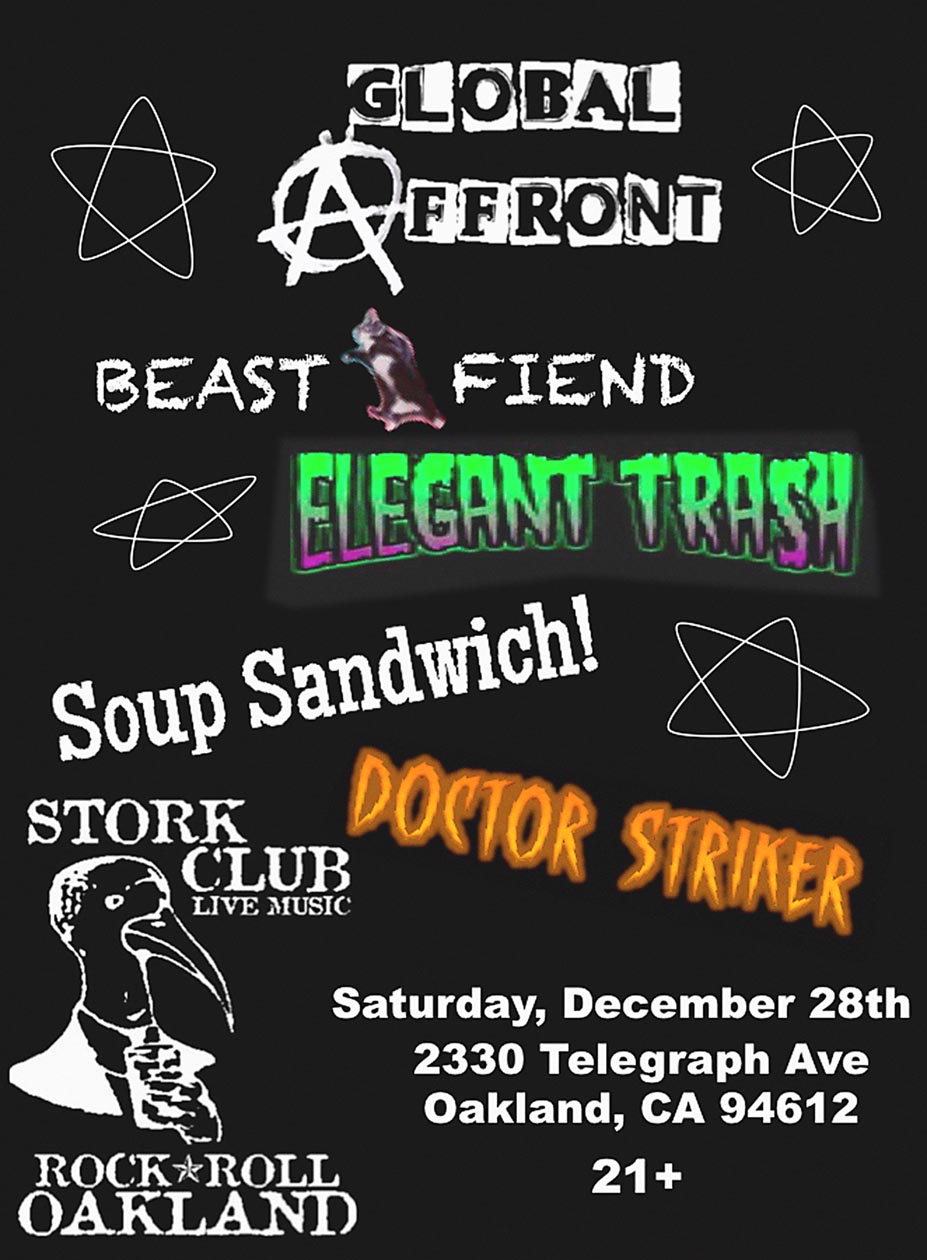 GLOBAL
AFFRONT
BEAST FIEND
ELEGANT TRASH
Soup Sandwich!
DOCTOR STRIKER
STORK
CLUB
LIVE MUSIC
ROCK★ROLL
OAKLAND
Saturday, December 28th
2330 Telegraph Ave
Oakland, CA 94612
21+